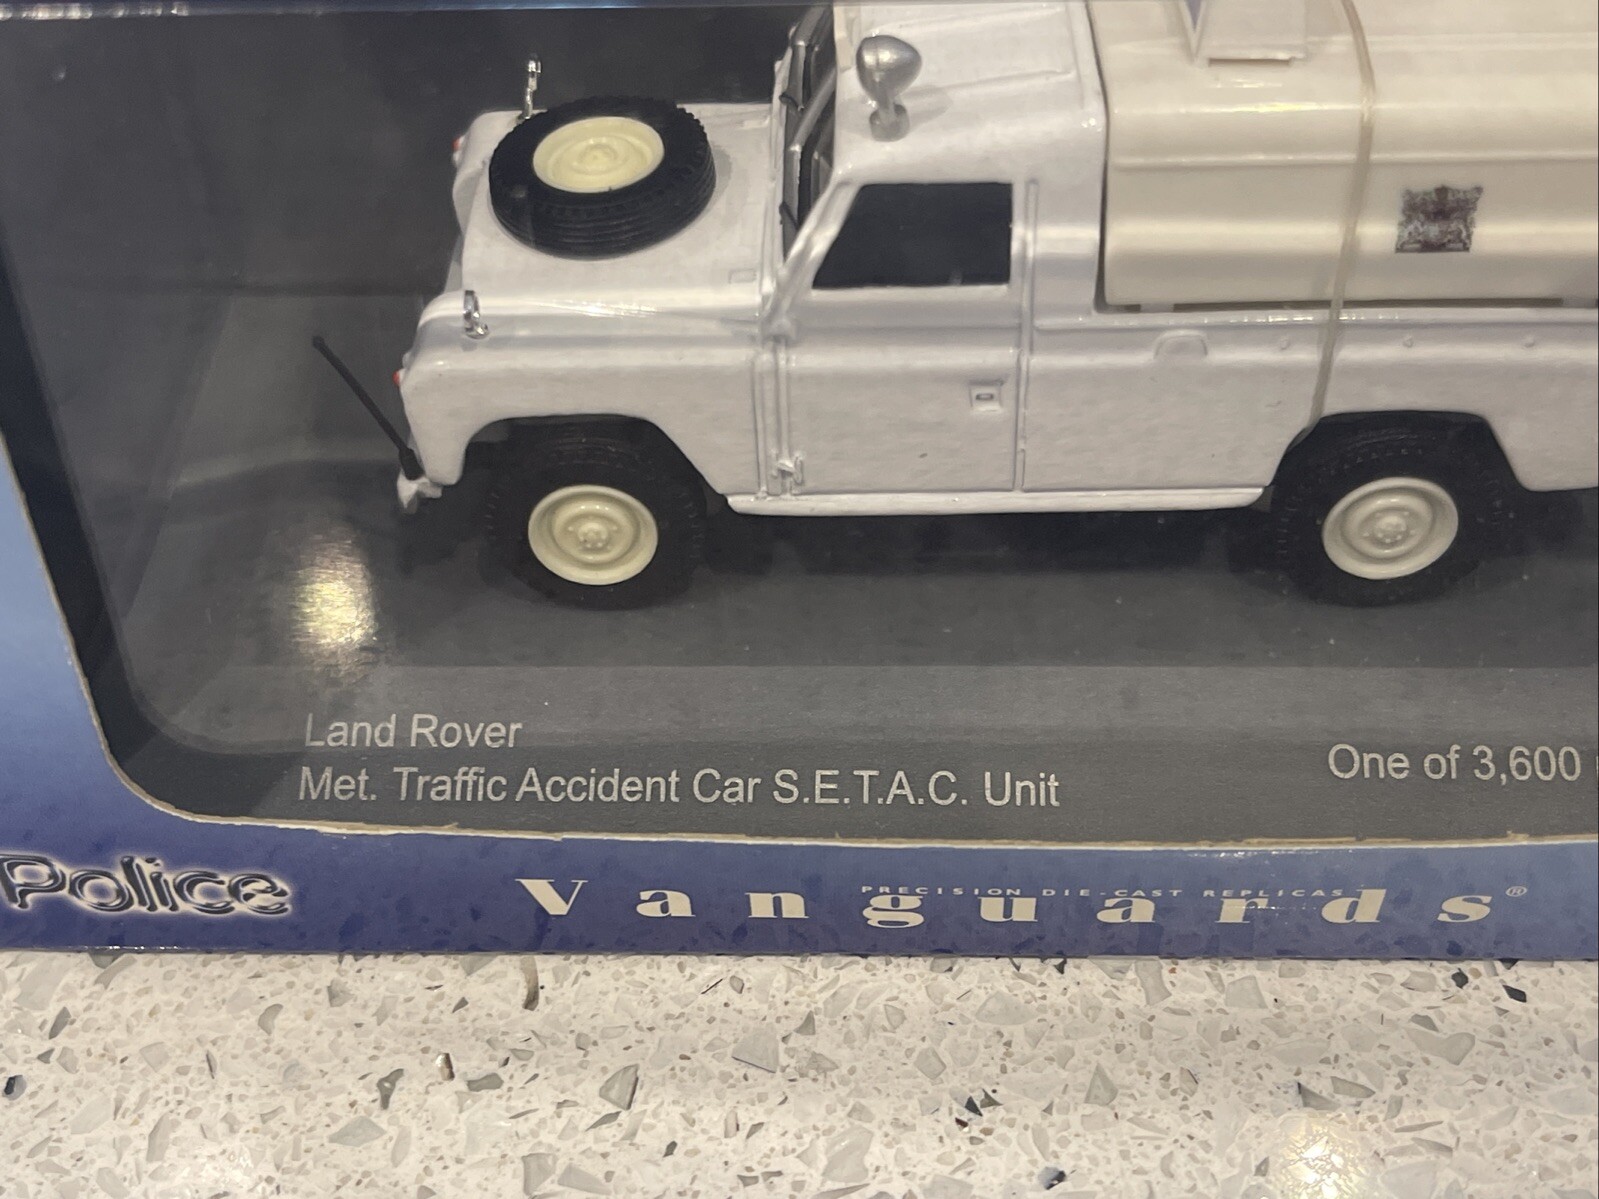 Land Rover
Met. Traffic Accident Car S.E.T.A.C. Unit
One of 3,600
Police
PRECISION DIE-CAST REPLICAS
Vanguards®